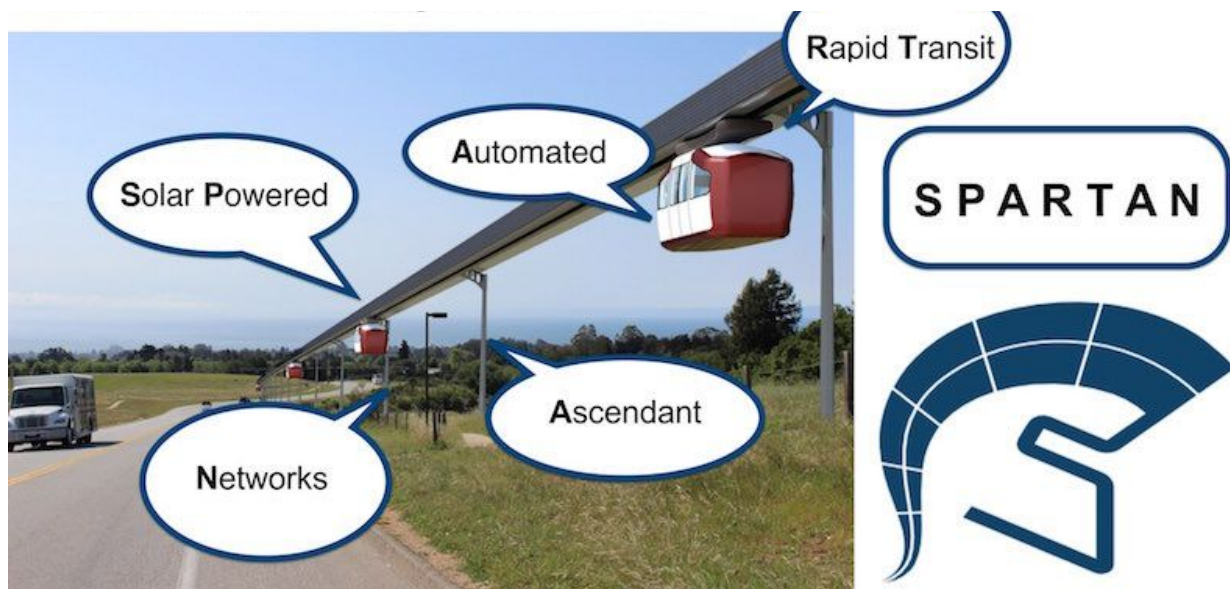 Rapid Transit
Automated
SPARTAN
Solar Powered
Ascendant
Networks